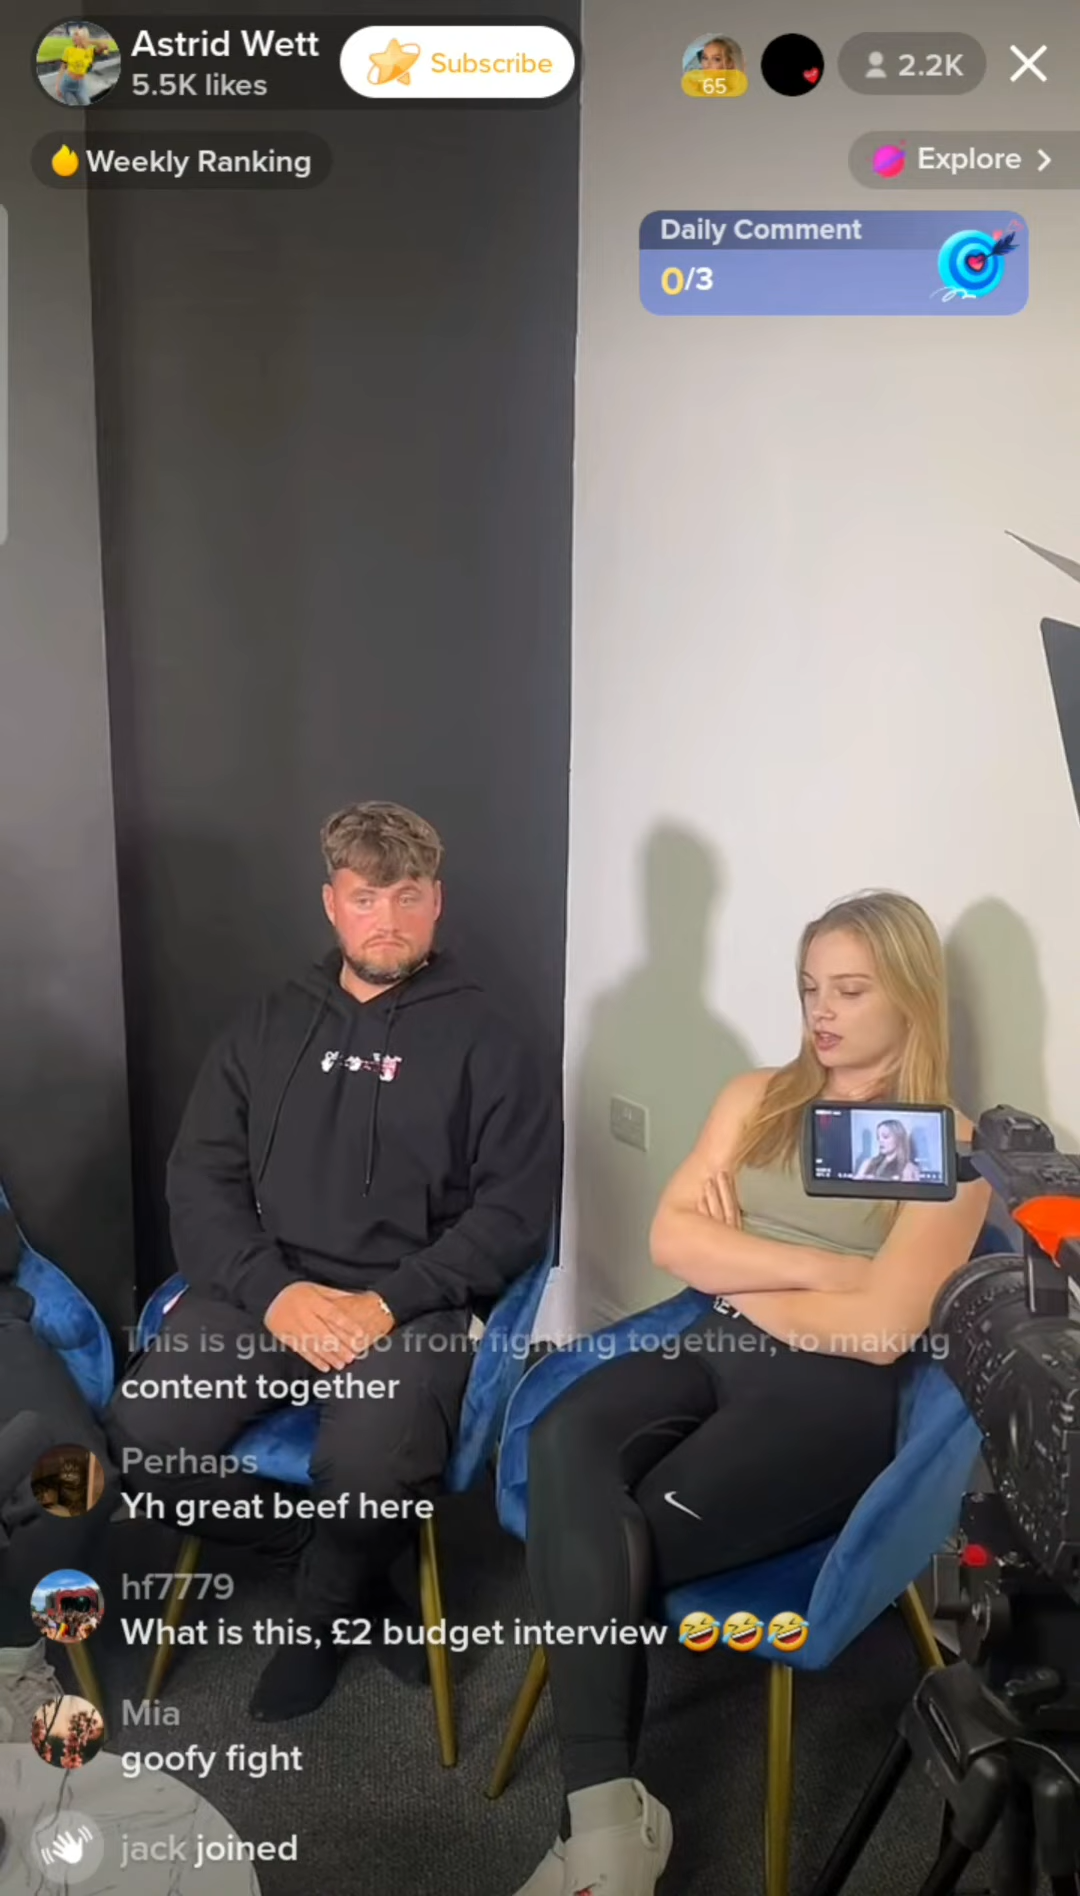 Astrid Wett
5.5K likes
Subscribe
65
2.2K
Weekly Ranking
Explore
Daily Comment
0/3
This is gunna go from fighting together, to making
content together
Perhaps
Yh great beef here
hf7779
What is this, £2 budget interview 🤣🤣🤣
Mia
goofy fight
jack joined